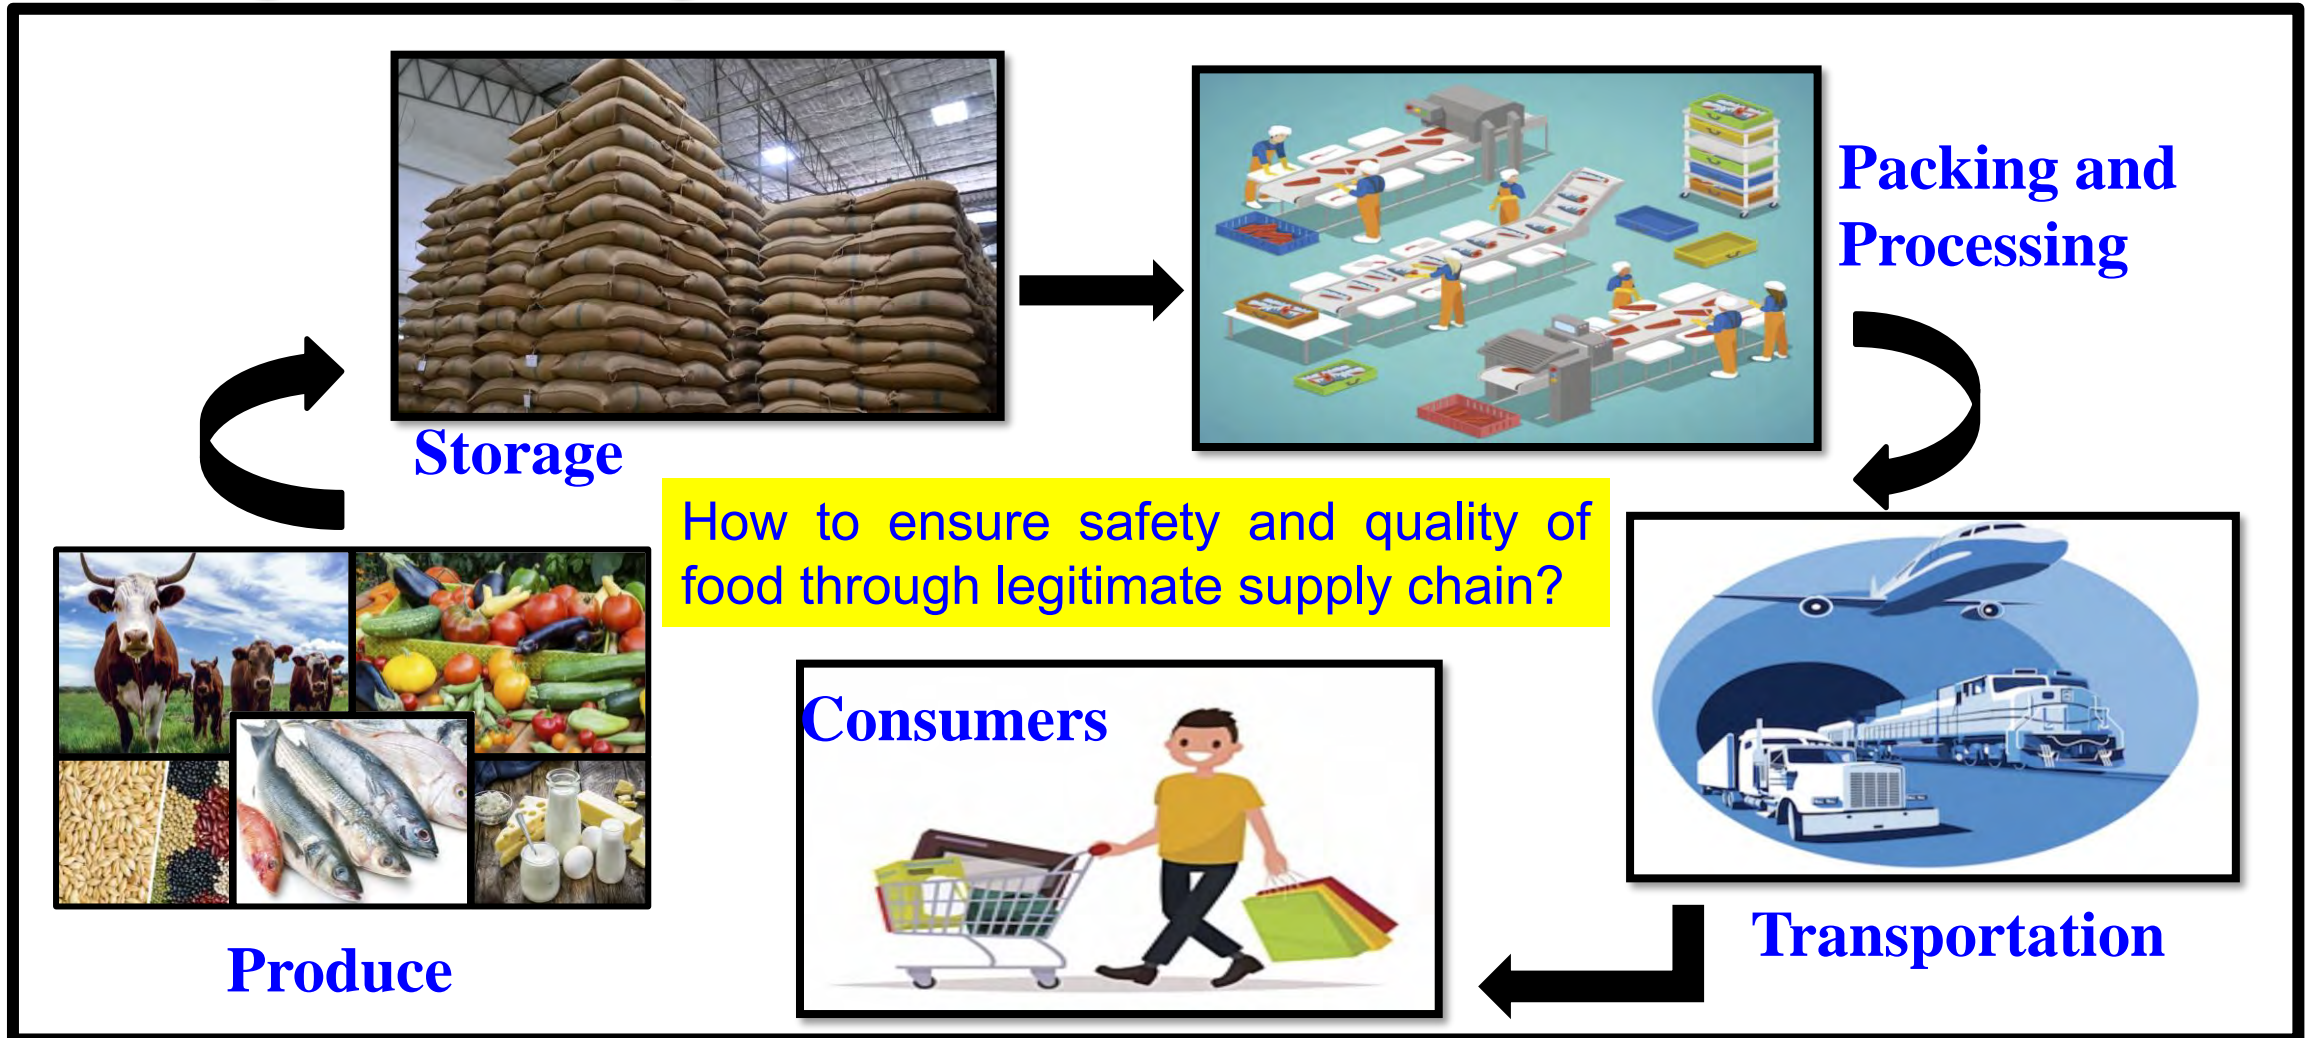 Packing and
Processing
Storage
How to ensure safety and quality of
food through legitimate supply chain?
Consumers
Transportation
Produce